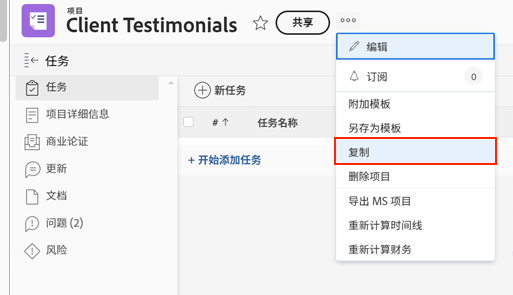 项目
Client Testimonials
共享
编辑
订阅
0
附加模板
另存为模板
复制
删除项目
导出 MS 项目
重新计算时间线
重新计算财务
任务
任务
项目详细信息
商业论证
更新
文档
问题 (2)
风险
新任务
# ↑ 任务名称
+ 开始添加任务